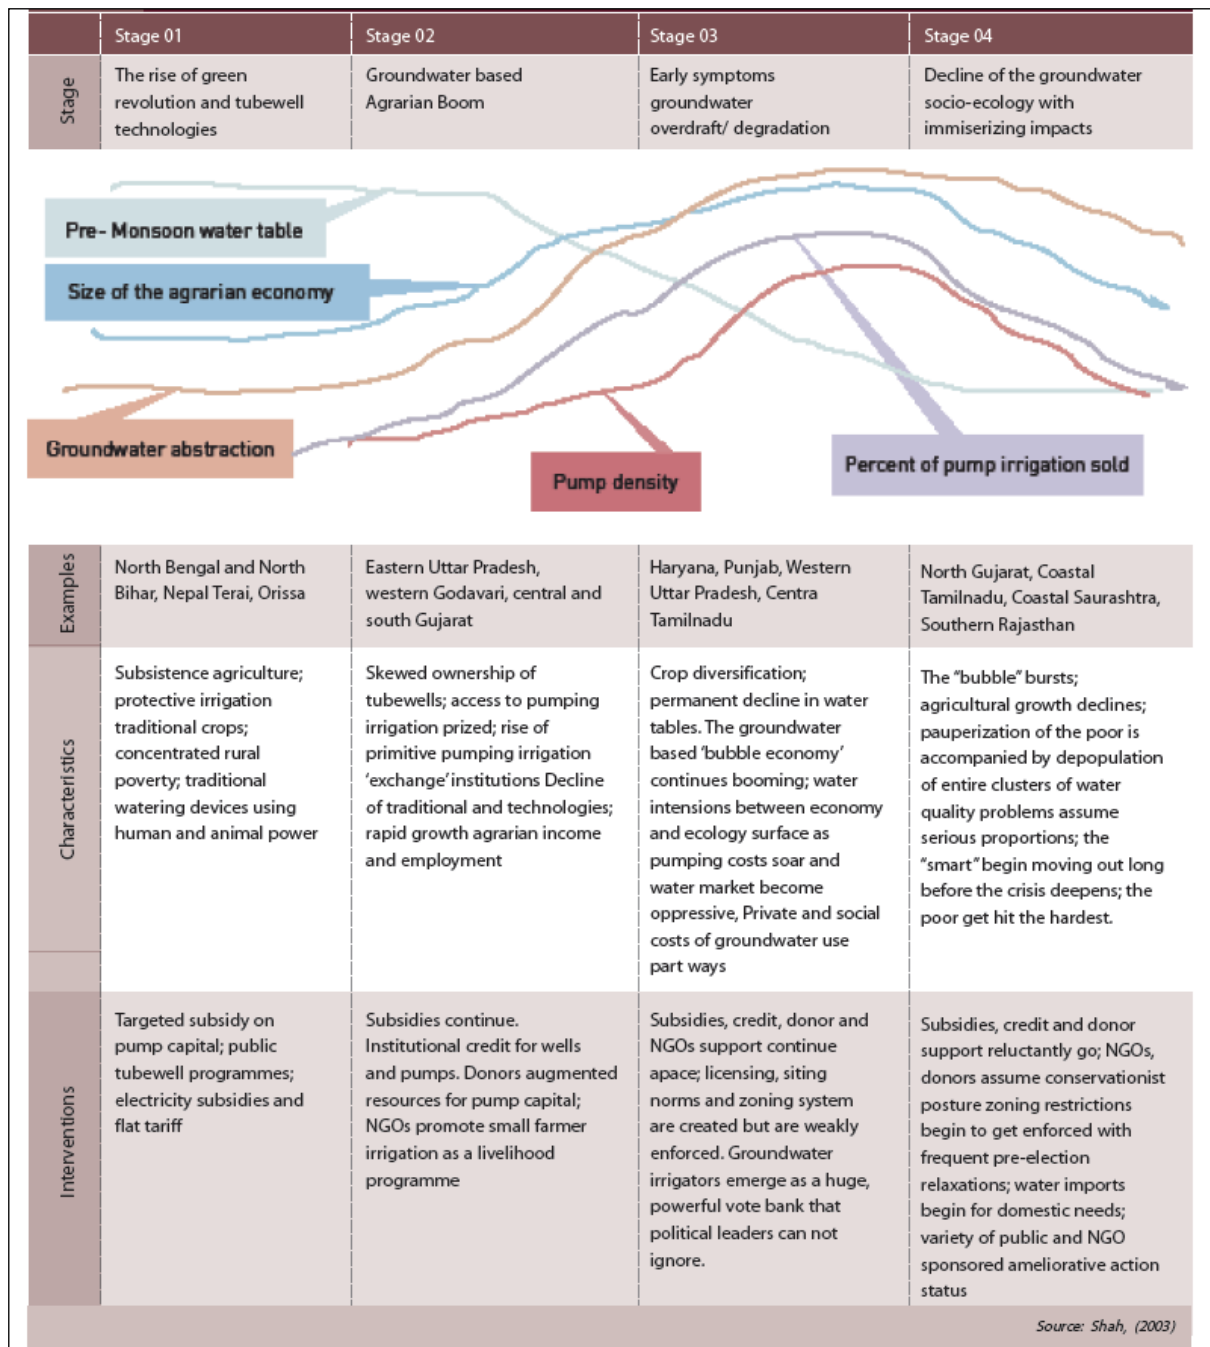 Stage 01
Stage 02
Stage 03
Stage 04
Stage
The rise of green
revolution and tubewell
technologies
Groundwater based
Agrarian Boom
Early symptoms
groundwater
overdraft/ degradation
Decline of the groundwater
socio-ecology with
immiserizing impacts
Pre- Monsoon water table
Size of the agrarian economy
Groundwater abstraction
Pump density
Percent of pump irrigation sold
Examples
North Bengal and North
Bihar, Nepal Terai, Orissa
Eastern Uttar Pradesh,
western Godavari, central and
south Gujarat
Haryana, Punjab, Western
Uttar Pradesh, Centra
Tamilnadu
North Gujarat, Coastal
Tamilnadu, Coastal Saurashtra,
Southern Rajasthan
Characteristics
Subsistence agriculture;
protective irrigation
traditional crops;
concentrated rural
poverty; traditional
watering devices using
human and animal power
Skewed ownership of
tubewells; access to pumping
irrigation prized; rise of
primitive pumping irrigation
‘exchange’ institutions Decline
of traditional and technologies;
rapid growth agrarian income
and employment
Crop diversification;
permanent decline in water
tables. The groundwater
based ‘bubble economy’
continues booming; water
intensions between economy
and ecology surface as
pumping costs soar and
water market become
oppressive, Private and social
costs of groundwater use
part ways
The “bubble” bursts;
agricultural growth declines;
pauperization of the poor is
accompanied by depopulation
of entire clusters of water
quality problems assume
serious proportions; the
“smart” begin moving out long
before the crisis deepens; the
poor get hit the hardest.
Interventions
Targeted subsidy on
pump capital; public
tubewell programmes;
electricity subsidies and
flat tariff
Subsidies continue.
Institutional credit for wells
and pumps. Donors augmented
resources for pump capital;
NGOs promote small farmer
irrigation as a livelihood
programme
Subsidies, credit, donor and
NGOs support continue
apace; licensing, siting
norms and zoning system
are created but are weakly
enforced. Groundwater
irrigators emerge as a huge,
powerful vote bank that
political leaders can not
ignore.
Subsidies, credit and donor
support reluctantly go; NGOs,
donors assume conservationist
posture zoning restrictions
begin to get enforced with
frequent pre-election
relaxations; water imports
begin for domestic needs;
variety of public and NGO
sponsored ameliorative action
status
Source: Shah, (2003)